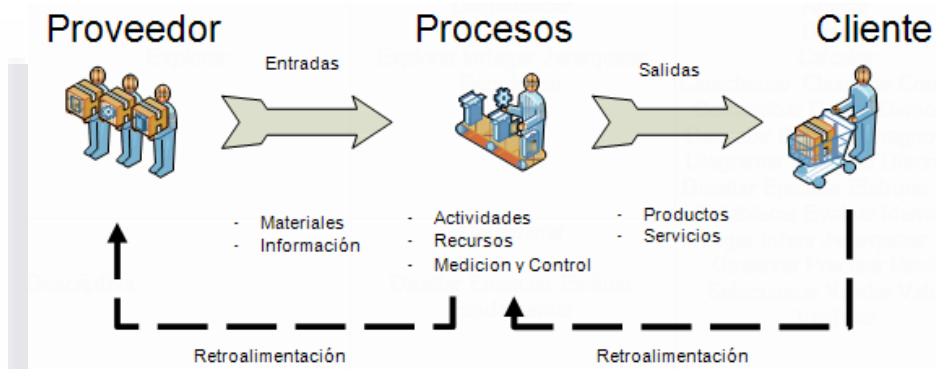 Proveedor
Procesos
Cliente
Entradas
Salidas
- Materiales
- Información
- Actividades
- Recursos
- Medicion y Control
- Productos
- Servicios
Retroalimentación
Retroalimentación